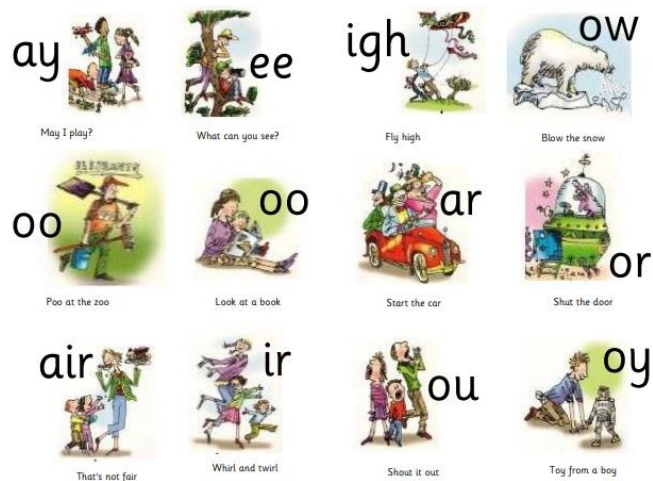 ay
ee
igh
ow
May I play?
What can you see?
Fly high
Blow the snow
oo
oo
ar
or
Poo at the zoo
Look at a book
Start the car
Shut the door
air
ir
ou
oy
That's not fair
Whirl and twirl
Shout it out
Toy from a boy